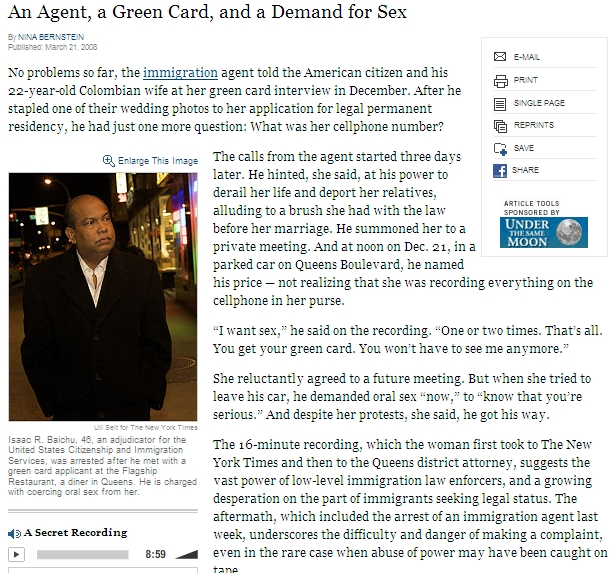 An Agent, a Green Card, and a Demand for Sex
By NINA BERNSTEIN
Published: March 21, 2008
E-MAIL
PRINT
SINGLE PAGE
REPRINTS
SAVE
SHARE
ARTICLE TOOLS
SPONSORED BY
UNDER
THE SAME
MOON
No problems so far, the immigration agent told the American citizen and his
22-year-old Colombian wife at her green card interview in December. After he
stapled one of their wedding photos to her application for legal permanent
residency, he had just one more question: What was her cellphone number?
Enlarge This Image
Uli Seit for The New York Times
Isaac R. Baichu, 46, an adjudicator for the
United States Citizenship and Immigration
Services, was arrested after he met with a
green card applicant at the Flagship
Restaurant, a diner in Queens. He is charged
with coercing oral sex from her.
A Secret Recording
8:59
The calls from the agent started three days
later. He hinted, she said, at his power to
derail her life and deport her relatives,
alluding to a brush she had with the law
before her marriage. He summoned her to a
private meeting. And at noon on Dec. 21, in a
parked car on Queens Boulevard, he named
his price — not realizing that she was recording everything on the
cellphone in her purse.
“I want sex,” he said on the recording. “One or two times. That’s all.
You get your green card. You won’t have to see me anymore.”
She reluctantly agreed to a future meeting. But when she tried to
leave his car, he demanded oral sex “now,” to “know that you’re
serious.” And despite her protests, she said, he got his way.
The 16-minute recording, which the woman first took to The New
York Times and then to the Queens district attorney, suggests the
vast power of low-level immigration law enforcers, and a growing
desperation on the part of immigrants seeking legal status. The
aftermath, which included the arrest of an immigration agent last
week, underscores the difficulty and danger of making a complaint,
even in the rare case when abuse of power may have been caught on
tape.